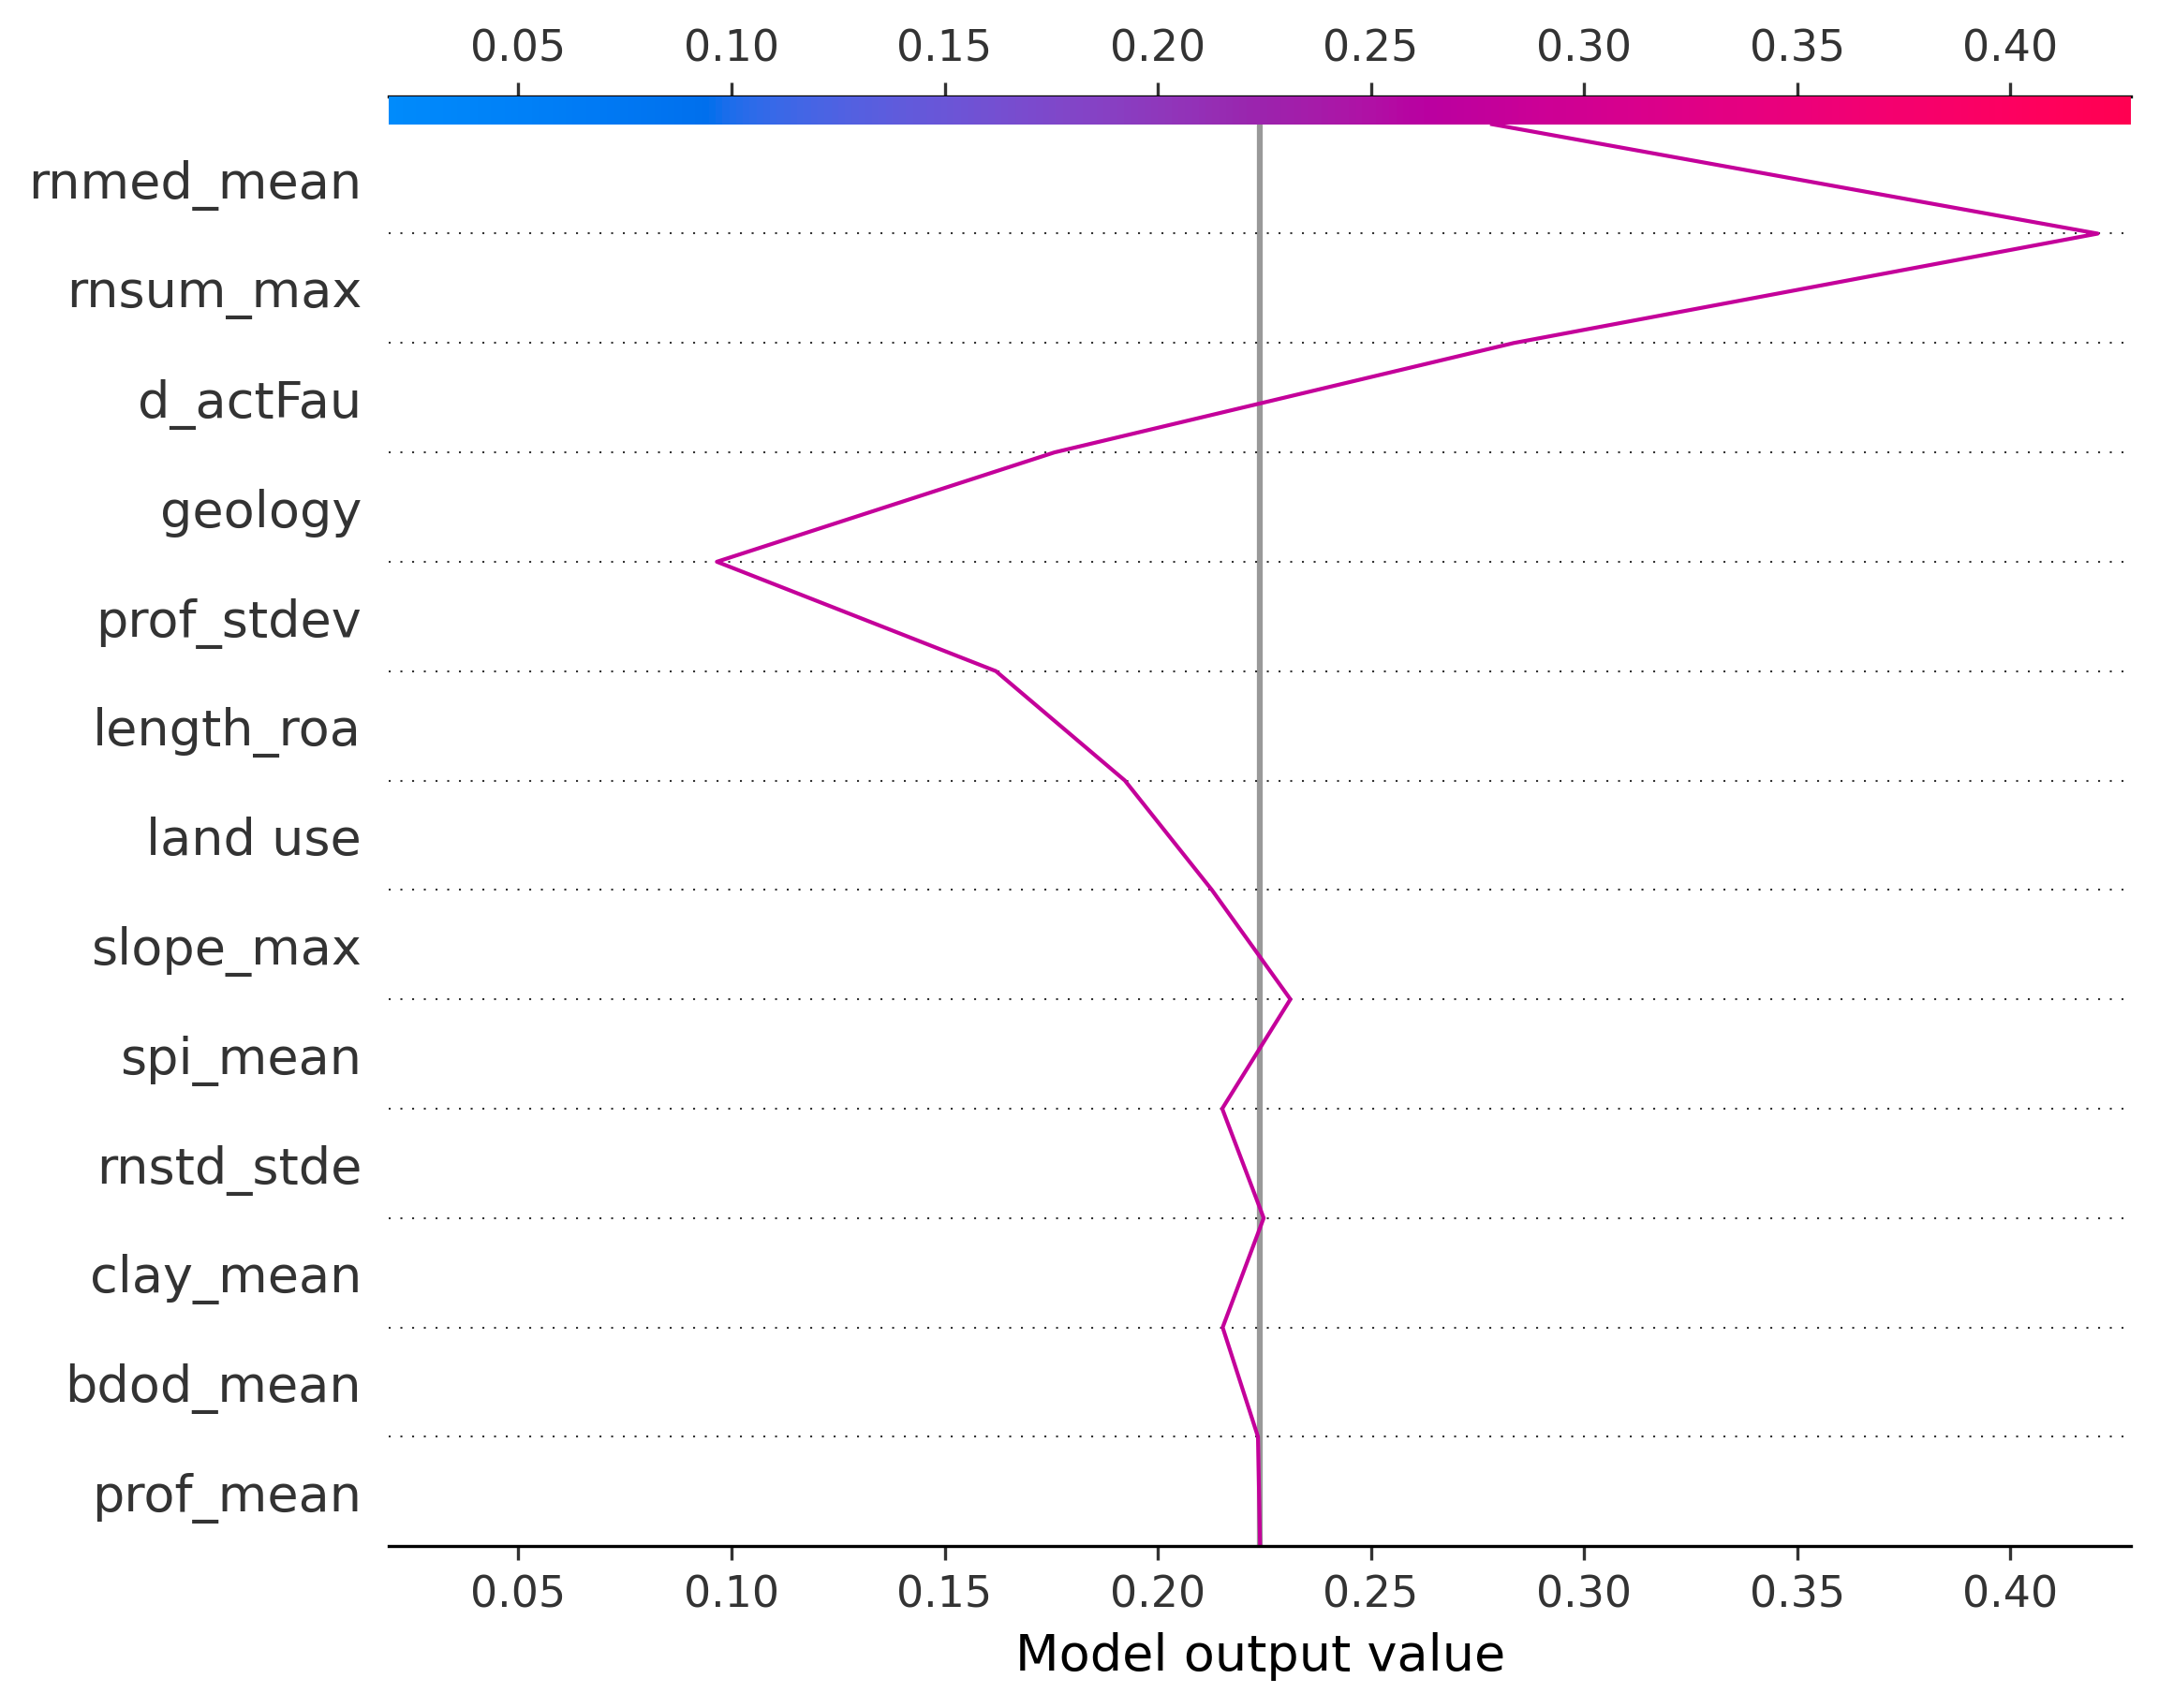 0.05 0.10 0.15 0.20 0.25 0.30 0.35 0.40
rnmed_mean
rnsum_max
d_actFau
geology
prof_stdev
length_roa
land use
slope_max
spi_mean
rnstd_stde
clay_mean
bdod_mean
prof_mean
0.05 0.10 0.15 0.20 0.25 0.30 0.35 0.40
Model output value